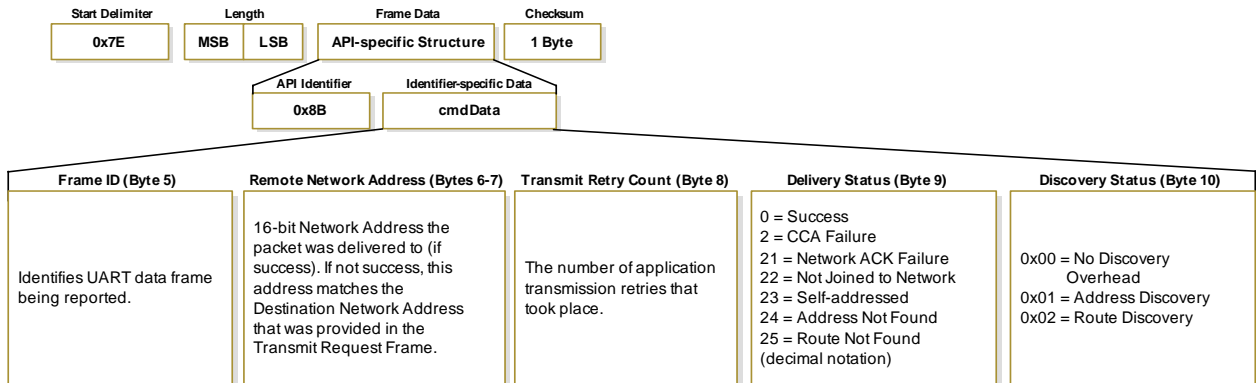 Start Delimiter
Length
Frame Data
Checksum
0x7E
MSB
LSB
API-specific Structure
1 Byte
API Identifier
Identifier-specific Data
0x8B
cmdData
Frame ID (Byte 5)
Identifies UART data frame
being reported.
Remote Network Address (Bytes 6-7)
16-bit Network Address the
packet was delivered to (if
success). If not success, this
address matches the
Destination Network Address
that was provided in the
Transmit Request Frame.
Transmit Retry Count (Byte 8)
The number of application
transmission retries that
took place.
Delivery Status (Byte 9)
0 = Success
2 = CCA Failure
21 = Network ACK Failure
22 = Not Joined to Network
23 = Self-addressed
24 = Address Not Found
25 = Route Not Found
(decimal notation)
Discovery Status (Byte 10)
0x00 = No Discovery
Overhead
0x01 = Address Discovery
0x02 = Route Discovery